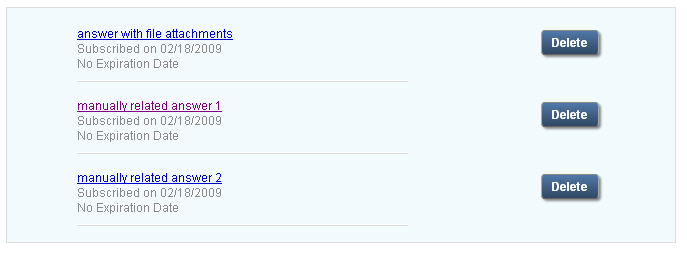 answer with file attachments
Subscribed on 02/18/2009
No Expiration Date
Delete
manually related answer 1
Subscribed on 02/18/2009
No Expiration Date
Delete
manually related answer 2
Subscribed on 02/18/2009
No Expiration Date
Delete